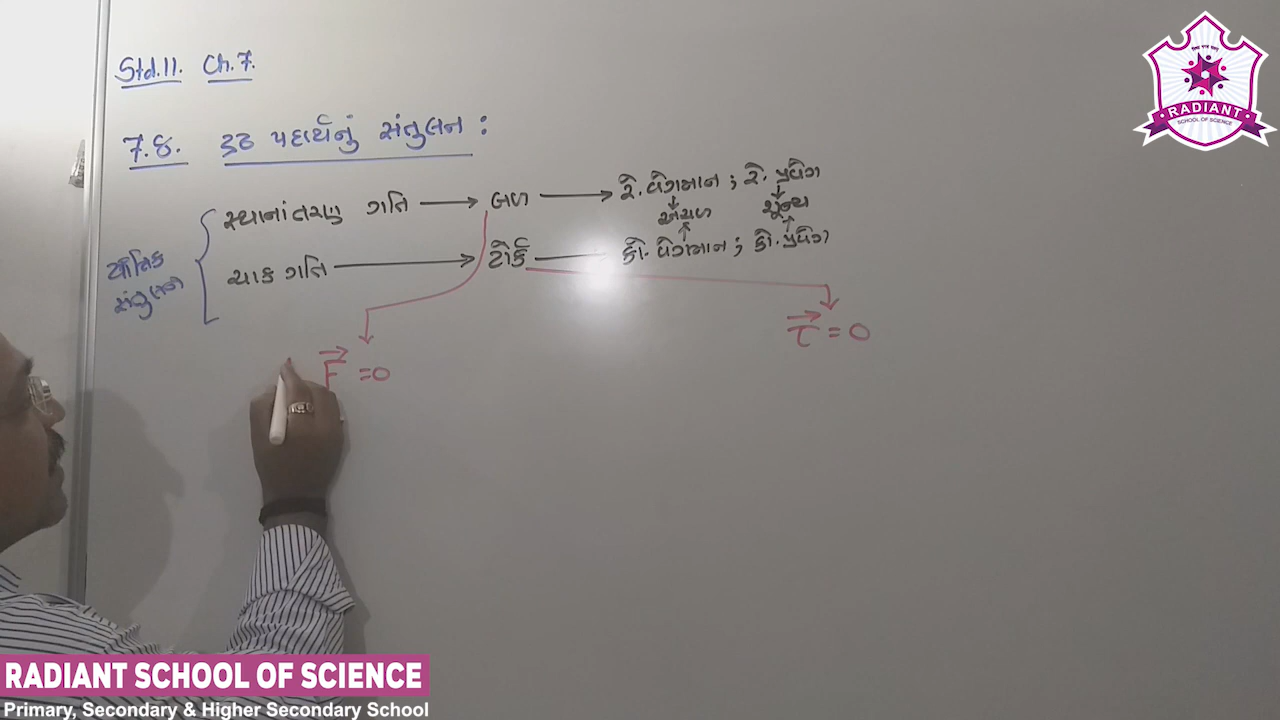 Std.11. Ch.7.
7.8. દૃઢ પદાર્થનું સંતુલન :
સ્થાનાંતરણ ગતિ → બળ → રે. વેગમાન ; રે. પ્રવેગ
અચળ શૂન્ય
યાંત્રિક સંતુલન
ચાક ગતિ → ટોર્ક — કો. વેગમાન ; કો. પ્રવેગ
F = 0
τ = 0
RADIANT
SCHOOL OF SCIENCE
RADIANT SCHOOL OF SCIENCE
Primary, Secondary & Higher Secondary School